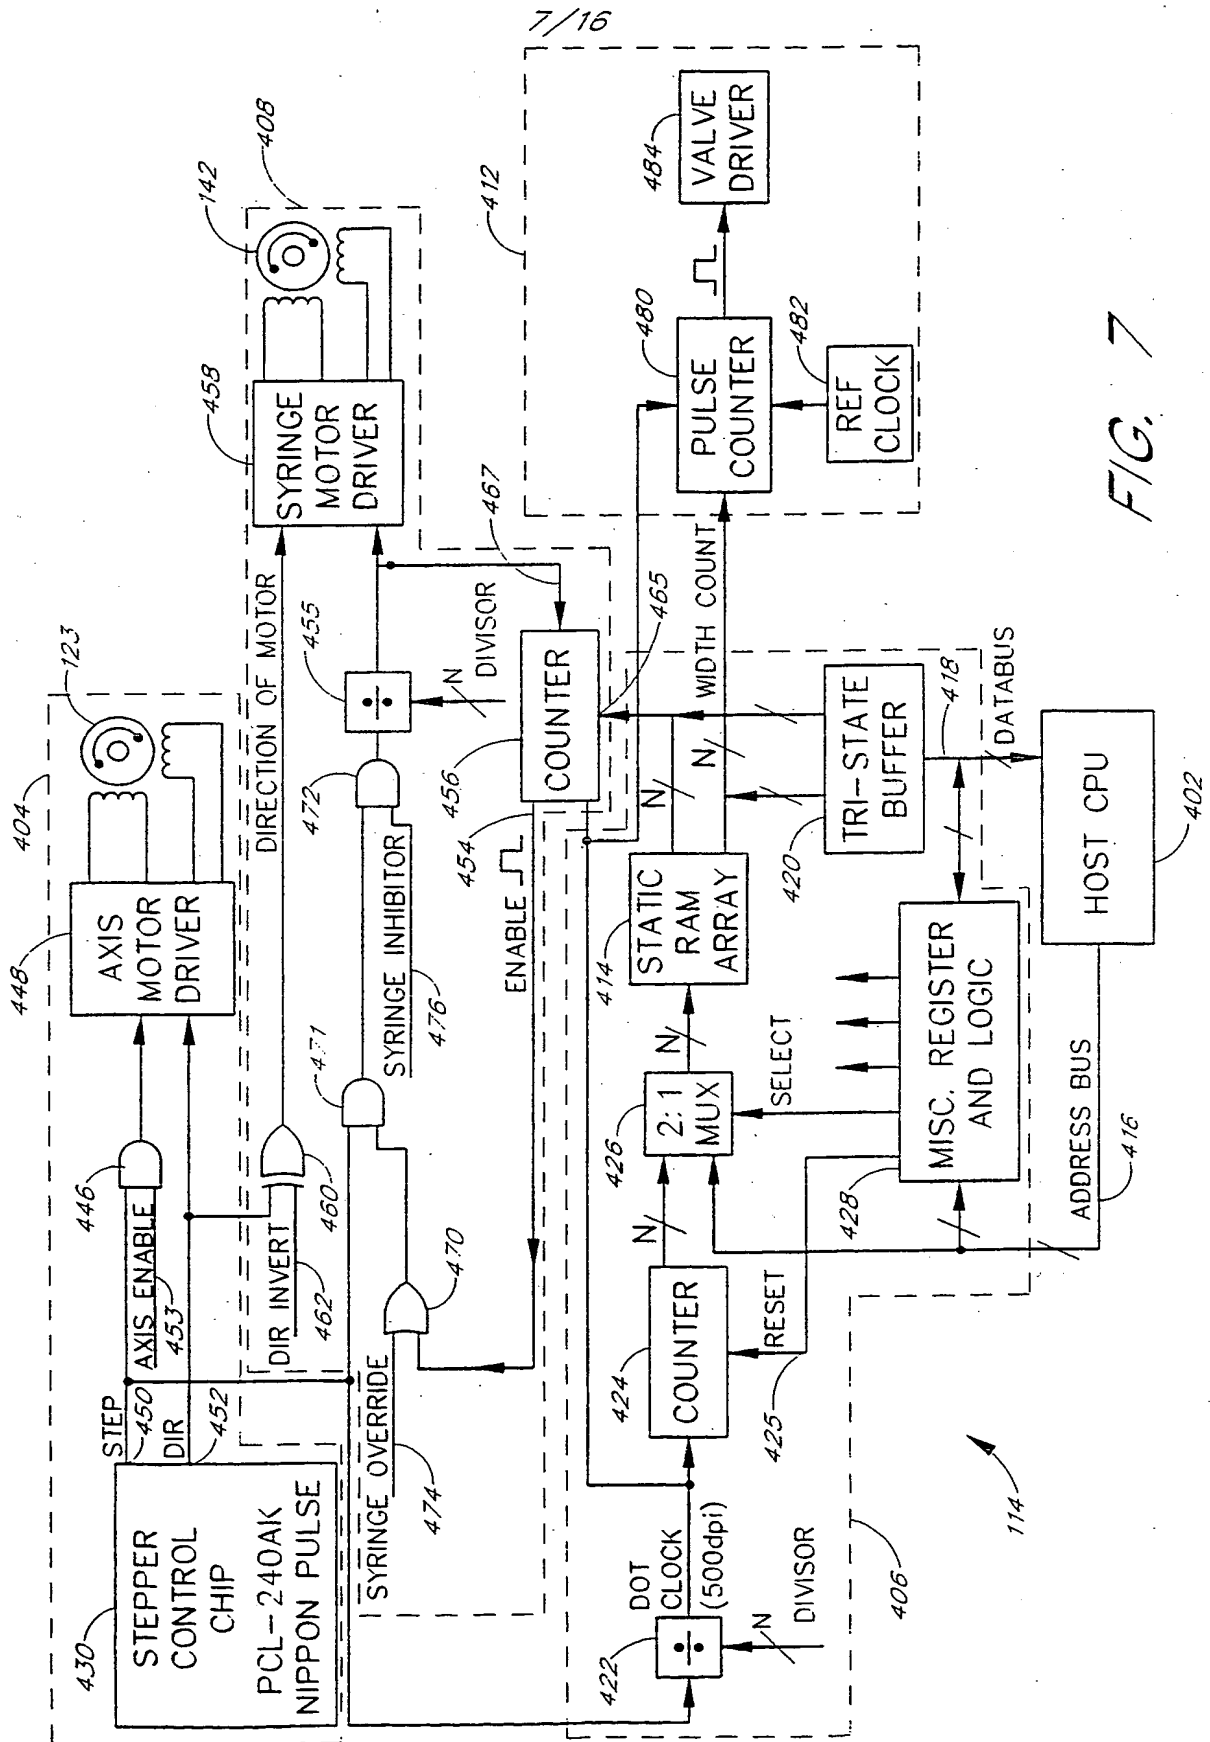 7/16
404
123
448
AXIS
MOTOR
DRIVER
446
AXIS ENABLE
453
STEP
450
DIR
452
430
STEPPER
CONTROL
CHIP
PCL-240AK
NIPPON PULSE
408
142
458
SYRINGE
MOTOR
DRIVER
DIRECTION OF MOTOR
460
DIR INVERT
462
455
N
DIVISOR
467
472
471
SYRINGE INHIBITOR
476
470
SYRINGE OVERRIDE
474
456
COUNTER
454
ENABLE
465
412
484
VALVE
DRIVER
480
PULSE
COUNTER
482
REF
CLOCK
WIDTH COUNT
N
N
414
STATIC
RAM
ARRAY
N
426
2:1
MUX
SELECT
N
424
COUNTER
RESET
425
DOT
CLOCK
(500dpi)
422
N
DIVISOR
406
420
TRI-STATE
BUFFER
418
DATABUS
428
MISC. REGISTER
AND LOGIC
HOST CPU
402
ADDRESS BUS
416
114
FIG. 7